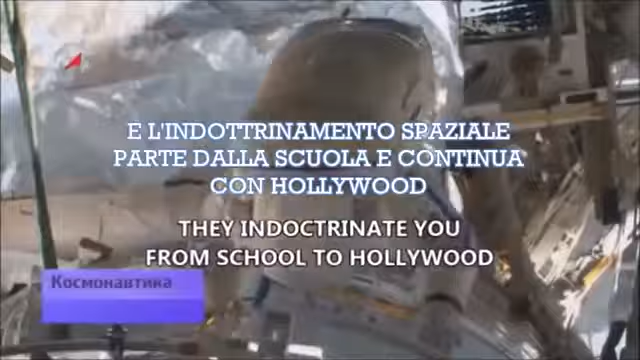 E L'INDOTTRINAMENTO SPAZIALE
PARTE DALLA SCUOLA E CONTINUA
CON HOLLYWOOD
THEY INDOCTRINATE YOU
FROM SCHOOL TO HOLLYWOOD
Космонавтика